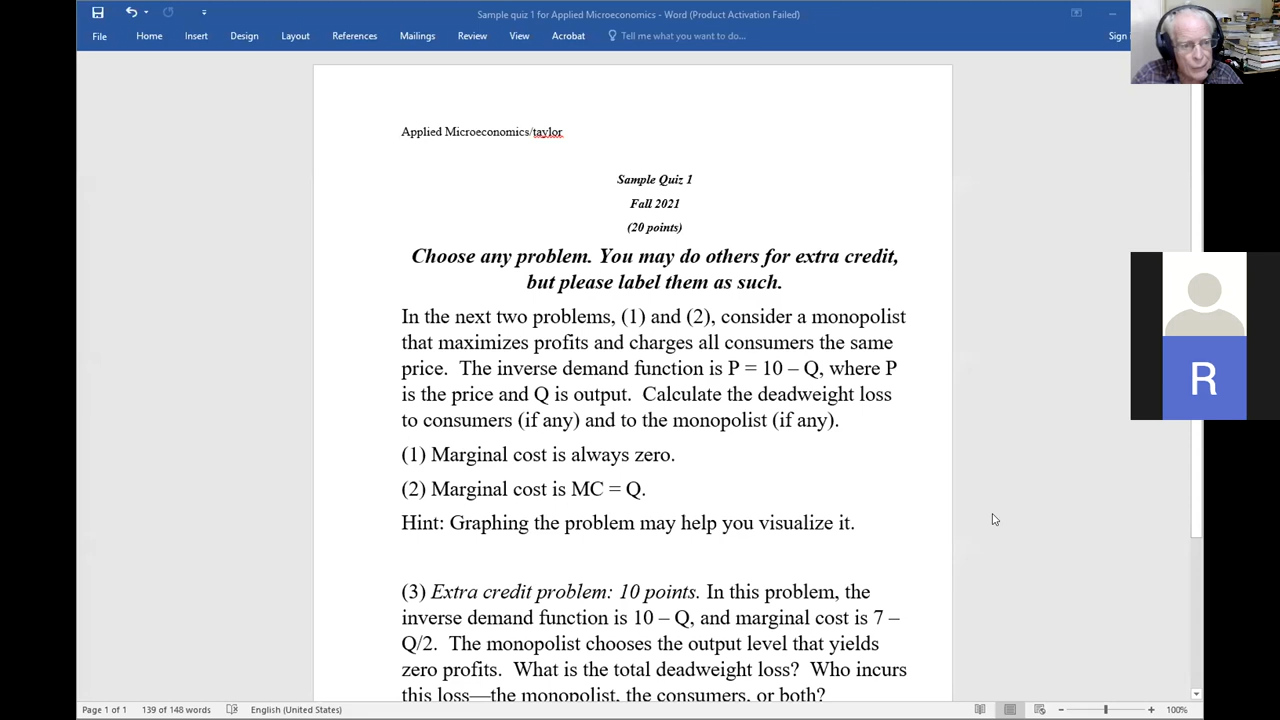 Sample quiz 1 for Applied Microeconomics - Word (Product Activation Failed)
File Home Insert Design Layout References Mailings Review View Acrobat Tell me what you want to do... Sign
Applied Microeconomics/taylor
Sample Quiz 1
Fall 2021
(20 points)
Choose any problem. You may do others for extra credit,
but please label them as such.
In the next two problems, (1) and (2), consider a monopolist
that maximizes profits and charges all consumers the same
price. The inverse demand function is P = 10 – Q, where P
is the price and Q is output. Calculate the deadweight loss
to consumers (if any) and to the monopolist (if any).
(1) Marginal cost is always zero.
(2) Marginal cost is MC = Q.
Hint: Graphing the problem may help you visualize it.
R
(3) Extra credit problem: 10 points. In this problem, the
inverse demand function is 10 – Q, and marginal cost is 7 –
Q/2. The monopolist chooses the output level that yields
zero profits. What is the total deadweight loss? Who incurs
this loss—the monopolist, the consumers, or both?
Page 1 of 1 139 of 148 words English (United States) 100%